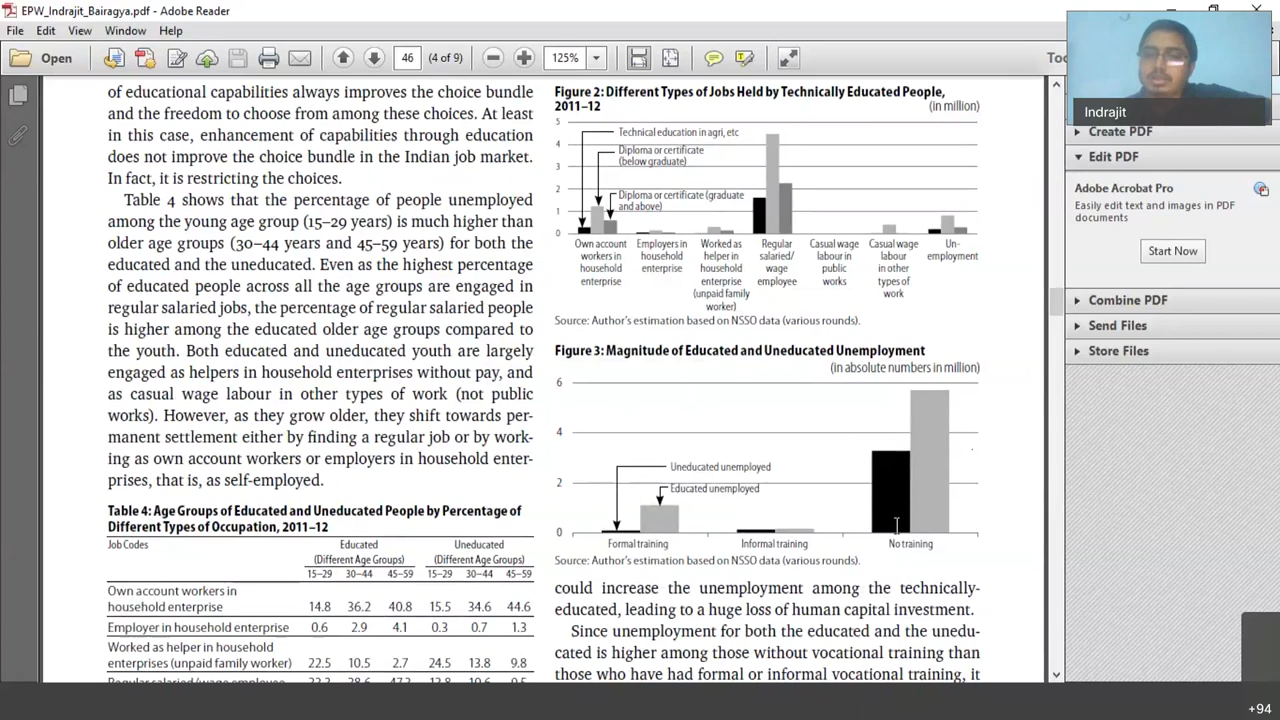 EPW_Indrajit_Bairagya.pdf - Adobe Reader
File Edit View Window Help
Open
46 (4 of 9)
125%
Indrajit
of educational capabilities always improves the choice bundle
and the freedom to choose from among these choices. At least
in this case, enhancement of capabilities through education
does not improve the choice bundle in the Indian job market.
In fact, it is restricting the choices.
Table 4 shows that the percentage of people unemployed
among the young age group (15–29 years) is much higher than
older age groups (30–44 years and 45–59 years) for both the
educated and the uneducated. Even as the highest percentage
of educated people across all the age groups are engaged in
regular salaried jobs, the percentage of regular salaried people
is higher among the educated older age groups compared to
the youth. Both educated and uneducated youth are largely
engaged as helpers in household enterprises without pay, and
as casual wage labour in other types of work (not public
works). However, as they grow older, they shift towards per-
manent settlement either by finding a regular job or by work-
ing as own account workers or employers in household enter-
prises, that is, as self-employed.
Table 4: Age Groups of Educated and Uneducated People by Percentage of
Different Types of Occupation, 2011–12
Job Codes Educated Uneducated
(Different Age Groups) (Different Age Groups)
15–29 30–44 45–59 15–29 30–44 45–59
Own account workers in
household enterprise 14.8 36.2 40.8 15.5 34.6 44.6
Employer in household enterprise 0.6 2.9 4.1 0.3 0.7 1.3
Worked as helper in household
enterprises (unpaid family worker) 22.5 10.5 2.7 24.5 13.8 9.8
Figure 2: Different Types of Jobs Held by Technically Educated People,
2011–12 (in million)
5
4
3
2
1
0
Technical education in agri, etc
Diploma or certificate
(below graduate)
Diploma or certificate (graduate
and above)
Own account workers in household enterprise
Employers in household enterprise
Worked as helper in household enterprise (unpaid family worker)
Regular salaried/ wage employee
Casual wage labour in public works
Casual wage labour in other types of work
Un- employment
Source: Author's estimation based on NSSO data (various rounds).
Figure 3: Magnitude of Educated and Uneducated Unemployment
(in absolute numbers in million)
6
4
2
0
Uneducated unemployed
Educated unemployed
Formal training Informal training No training
Source: Author's estimation based on NSSO data (various rounds).
could increase the unemployment among the technically-
educated, leading to a huge loss of human capital investment.
Since unemployment for both the educated and the unedu-
cated is higher among those without vocational training than
those who have had formal or informal vocational training, it
Create PDF
Edit PDF
Adobe Acrobat Pro
Easily edit text and images in PDF
documents
Start Now
Combine PDF
Send Files
Store Files
+94